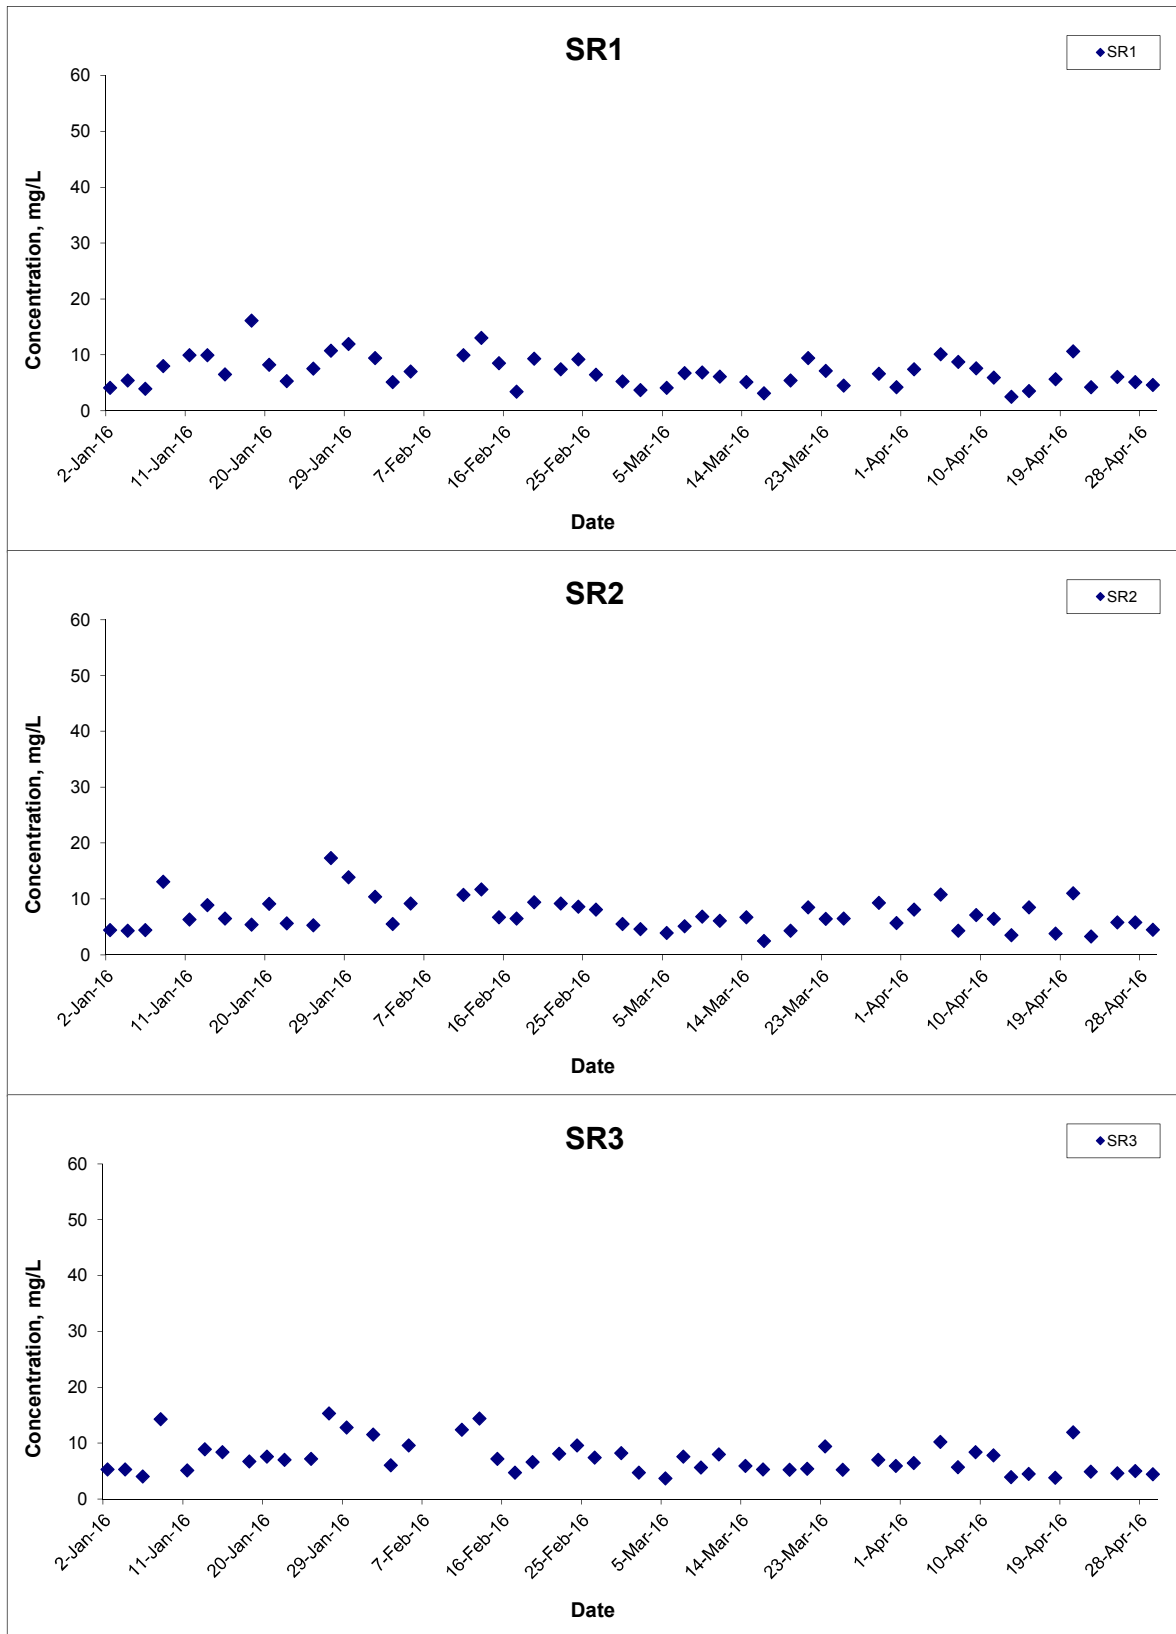 SR1
SR1
60
50
40
30
20
10
0
Concentration, mg/L
2-Jan-16
11-Jan-16
20-Jan-16
29-Jan-16
7-Feb-16
16-Feb-16
25-Feb-16
5-Mar-16
14-Mar-16
23-Mar-16
1-Apr-16
10-Apr-16
19-Apr-16
28-Apr-16
Date
SR2
SR2
60
50
40
30
20
10
0
Concentration, mg/L
2-Jan-16
11-Jan-16
20-Jan-16
29-Jan-16
7-Feb-16
16-Feb-16
25-Feb-16
5-Mar-16
14-Mar-16
23-Mar-16
1-Apr-16
10-Apr-16
19-Apr-16
28-Apr-16
Date
SR3
SR3
60
50
40
30
20
10
0
Concentration, mg/L
2-Jan-16
11-Jan-16
20-Jan-16
29-Jan-16
7-Feb-16
16-Feb-16
25-Feb-16
5-Mar-16
14-Mar-16
23-Mar-16
1-Apr-16
10-Apr-16
19-Apr-16
28-Apr-16
Date